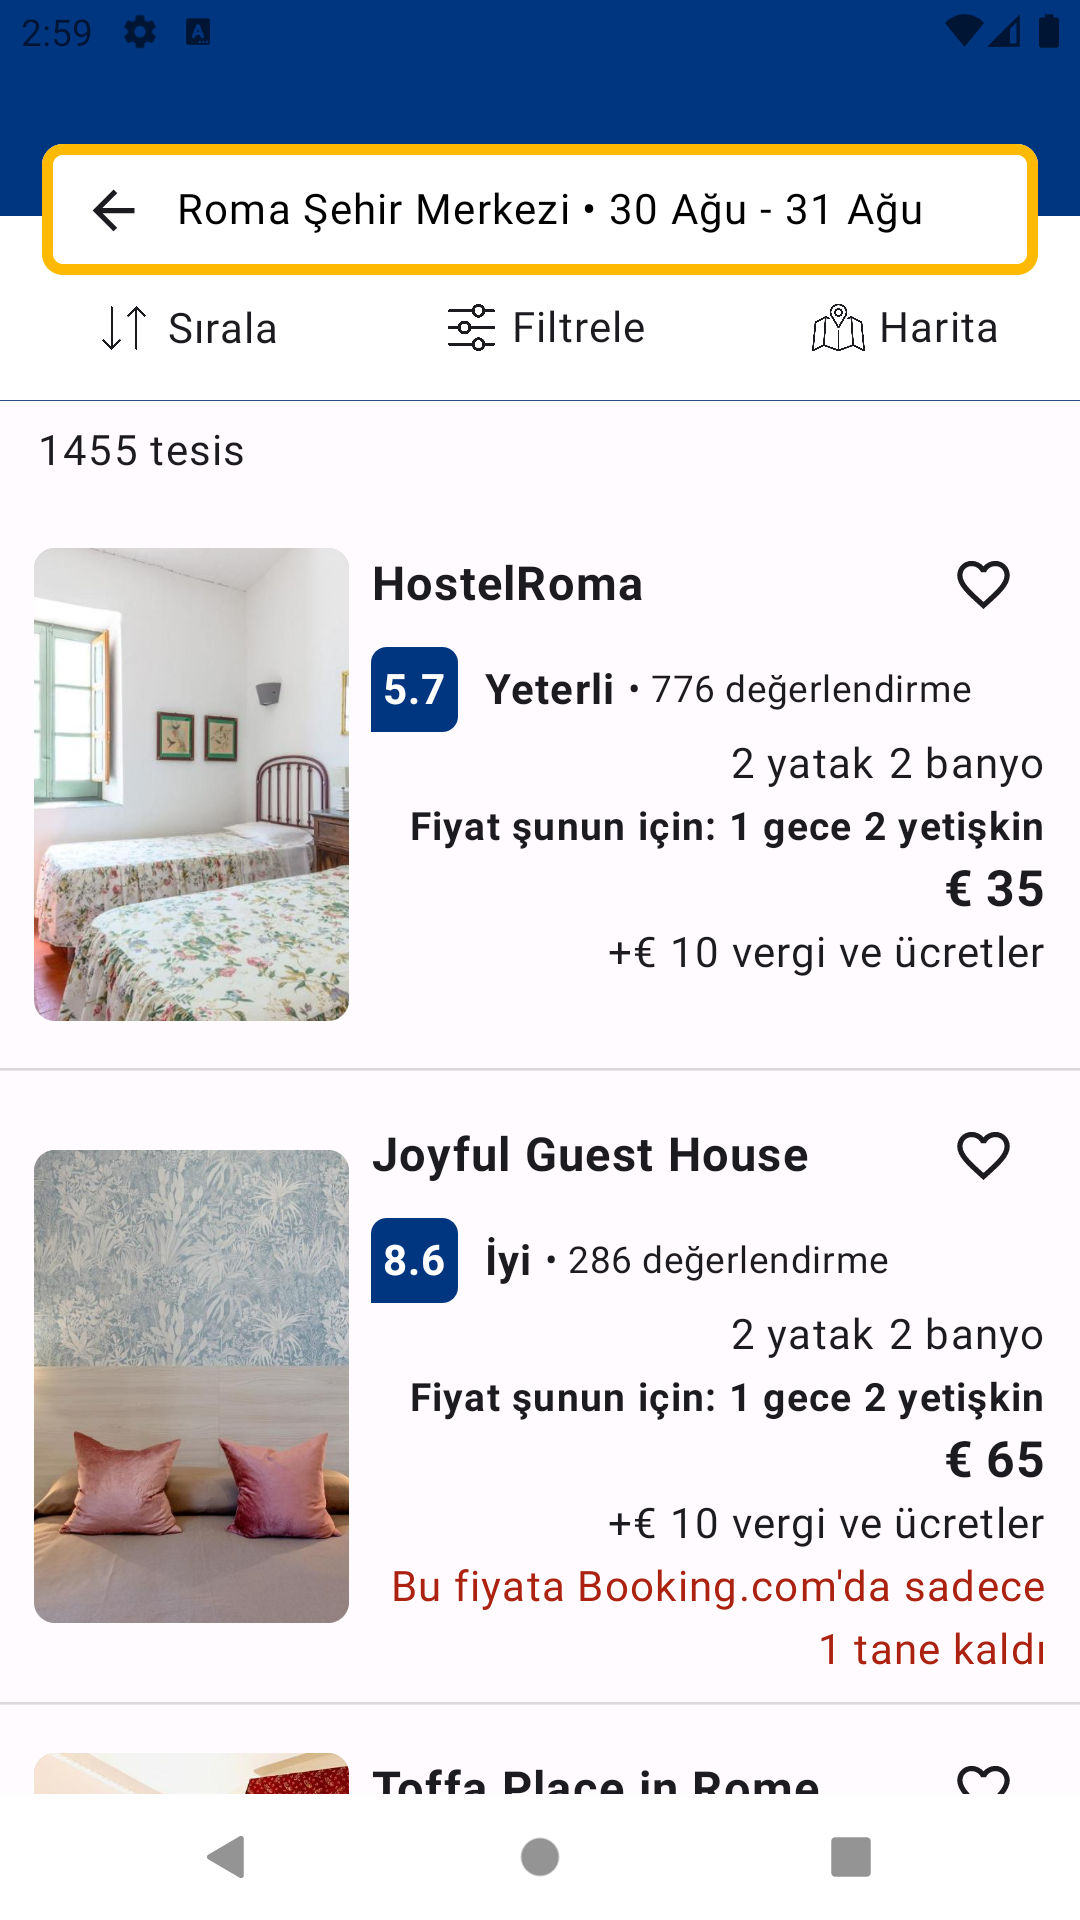 2:59
Roma Şehir Merkezi • 30 Ağu - 31 Ağu
Sırala
Filtrele
Harita
1455 tesis
HostelRoma
5.7 Yeterli • 776 değerlendirme
2 yatak 2 banyo
Fiyat şunun için: 1 gece 2 yetişkin
€ 35
+€ 10 vergi ve ücretler
Joyful Guest House
8.6 İyi • 286 değerlendirme
2 yatak 2 banyo
Fiyat şunun için: 1 gece 2 yetişkin
€ 65
+€ 10 vergi ve ücretler
Bu fiyata Booking.com'da sadece
1 tane kaldı
Toffa Place in Rome